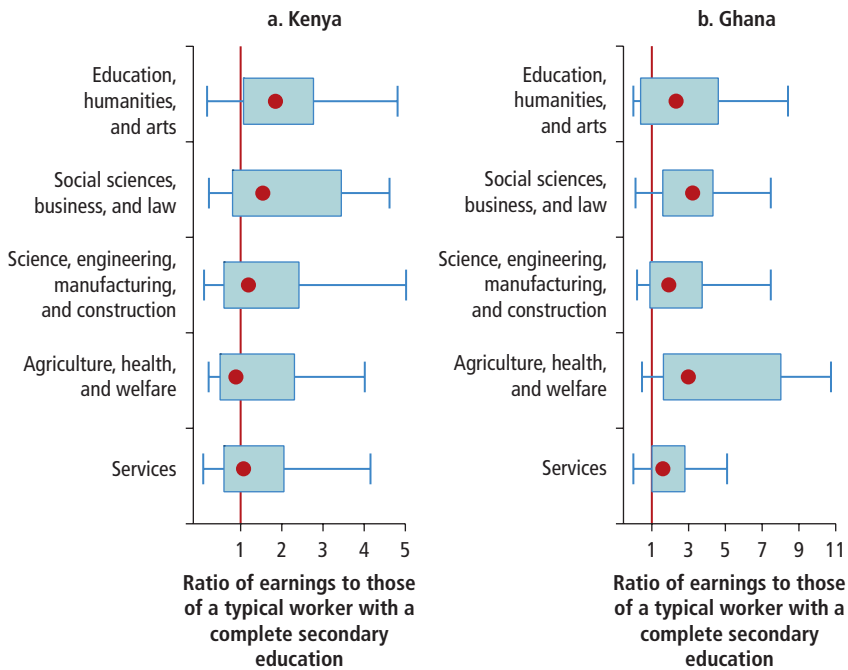 a. Kenya
Education,
humanities,
and arts
Social sciences,
business, and law
Science, engineering,
manufacturing,
and construction
Agriculture, health,
and welfare
Services
1 2 3 4 5
Ratio of earnings to those
of a typical worker with a
complete secondary
education
b. Ghana
Education,
humanities,
and arts
Social sciences,
business, and law
Science, engineering,
manufacturing,
and construction
Agriculture, health,
and welfare
Services
1 3 5 7 9 11
Ratio of earnings to those
of a typical worker with a
complete secondary
education